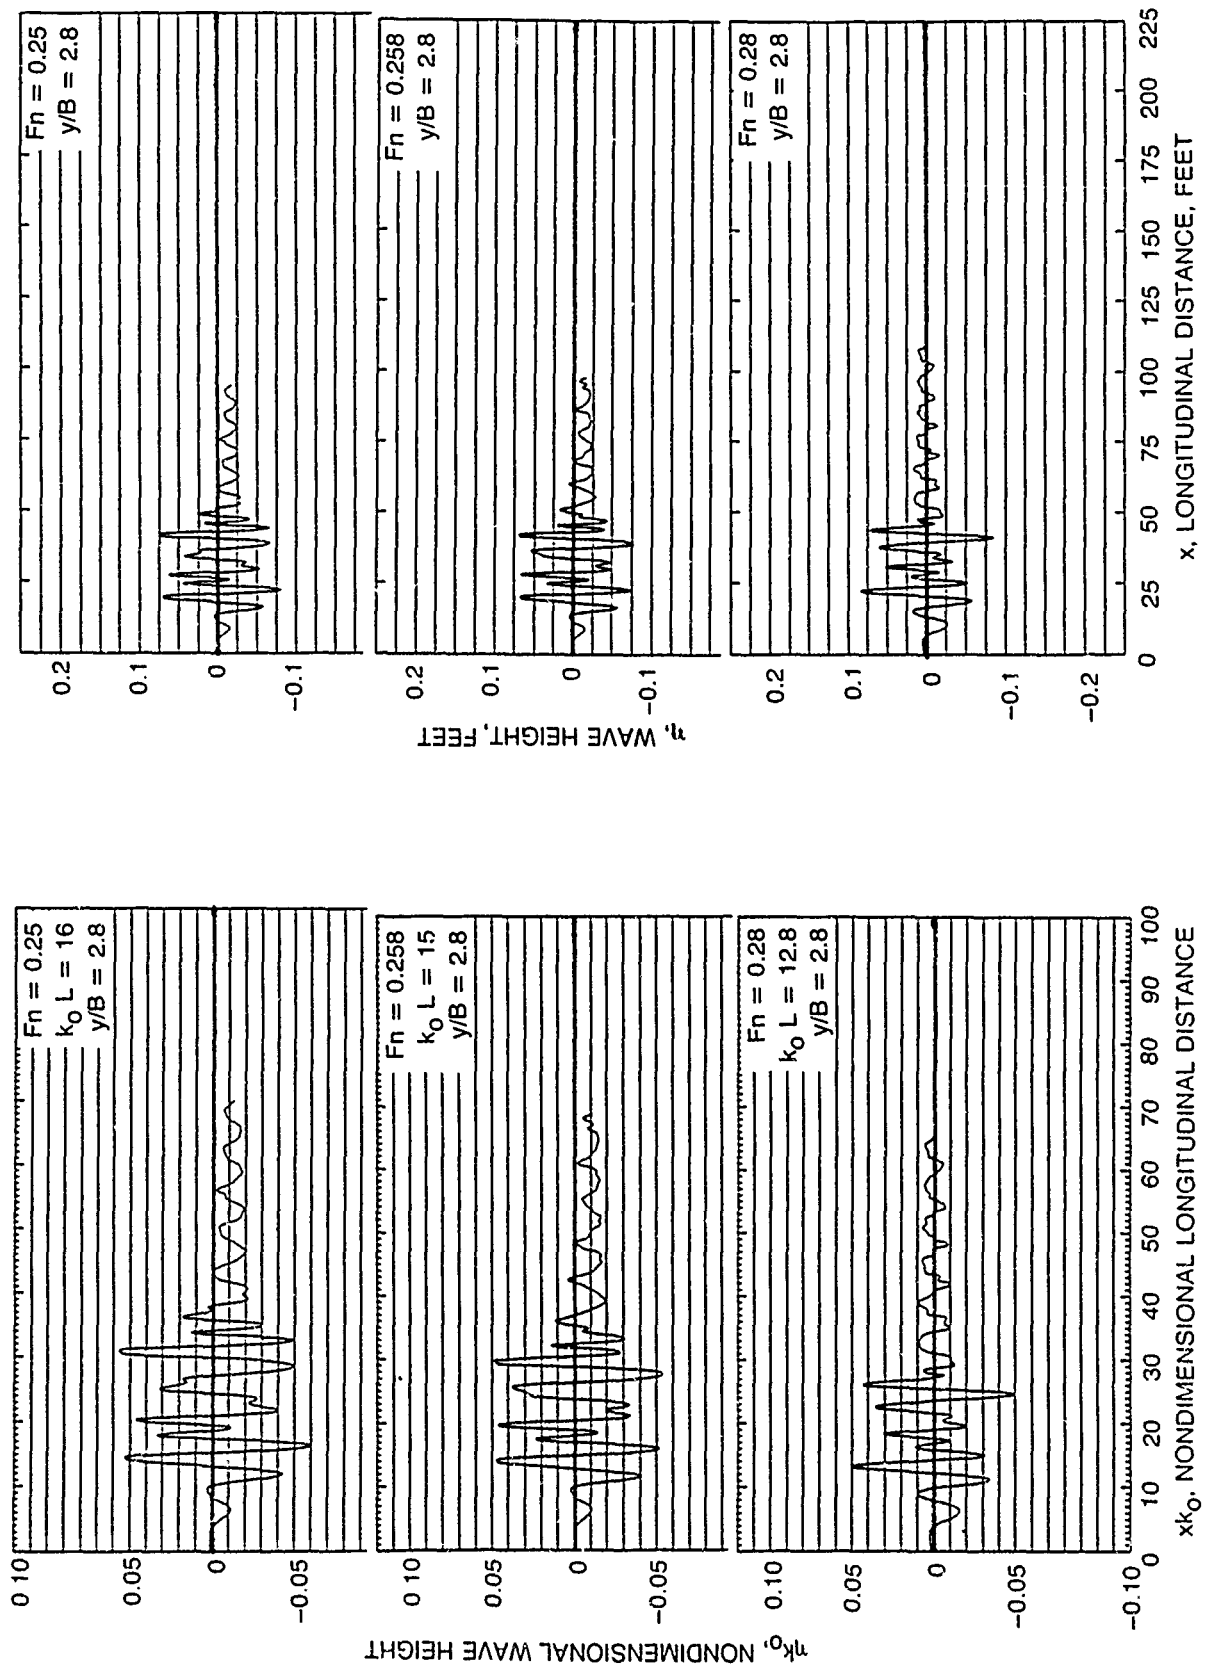 0.2
0.1
0
−0.1
Fn = 0.25
y/B = 2.8
η, WAVE HEIGHT, FEET
0.2
0.1
0
−0.1
Fn = 0.258
y/B = 2.8
0.2
0.1
0
−0.1
−0.2
Fn = 0.28
y/B = 2.8
0 25 50 75 100 125 150 175 200 225
x, LONGITUDINAL DISTANCE, FEET
0 10
0.05
0
−0.05
Fn = 0.25
k₀ L = 16
y/B = 2.8
ηk₀, NONDIMENSIONAL WAVE HEIGHT
0 10
0.05
0
−0.05
Fn = 0.258
k₀ L = 15
y/B = 2.8
0.10
0.05
0
−0.05
−0.10
Fn = 0.28
k₀ L = 12.8
y/B = 2.8
0 10 20 30 40 50 60 70 80 90 100
xk₀, NONDIMENSIONAL LONGITUDINAL DISTANCE